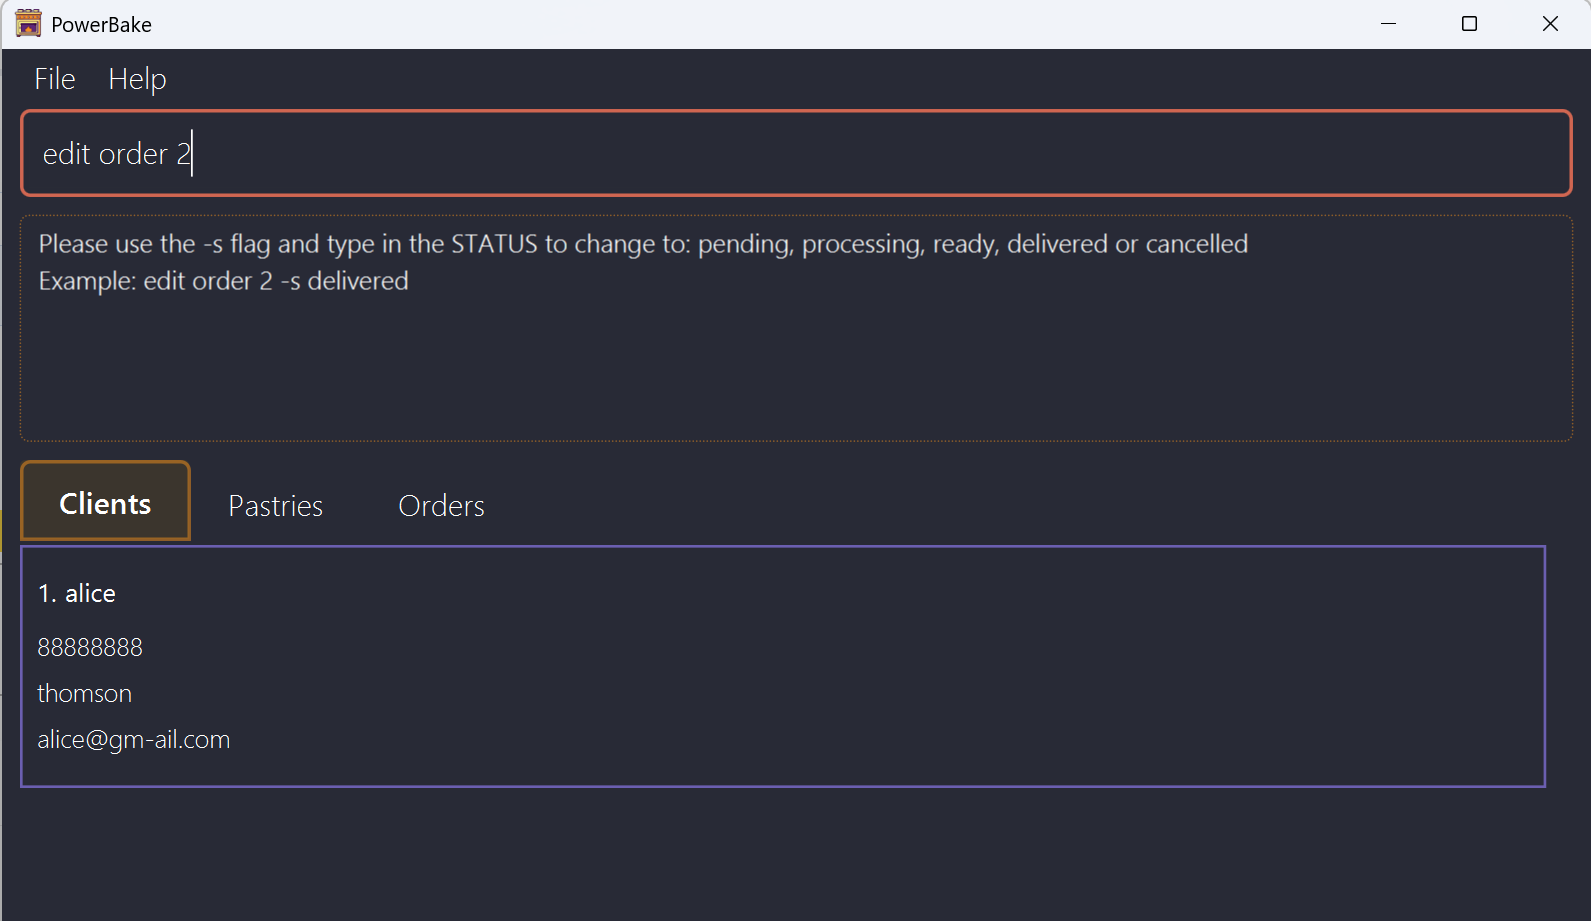 PowerBake
File Help
edit order 2
Please use the -s flag and type in the STATUS to change to: pending, processing, ready, delivered or cancelled
Example: edit order 2 -s delivered
Clients Pastries Orders
1. alice
88888888
thomson
alice@gm-ail.com